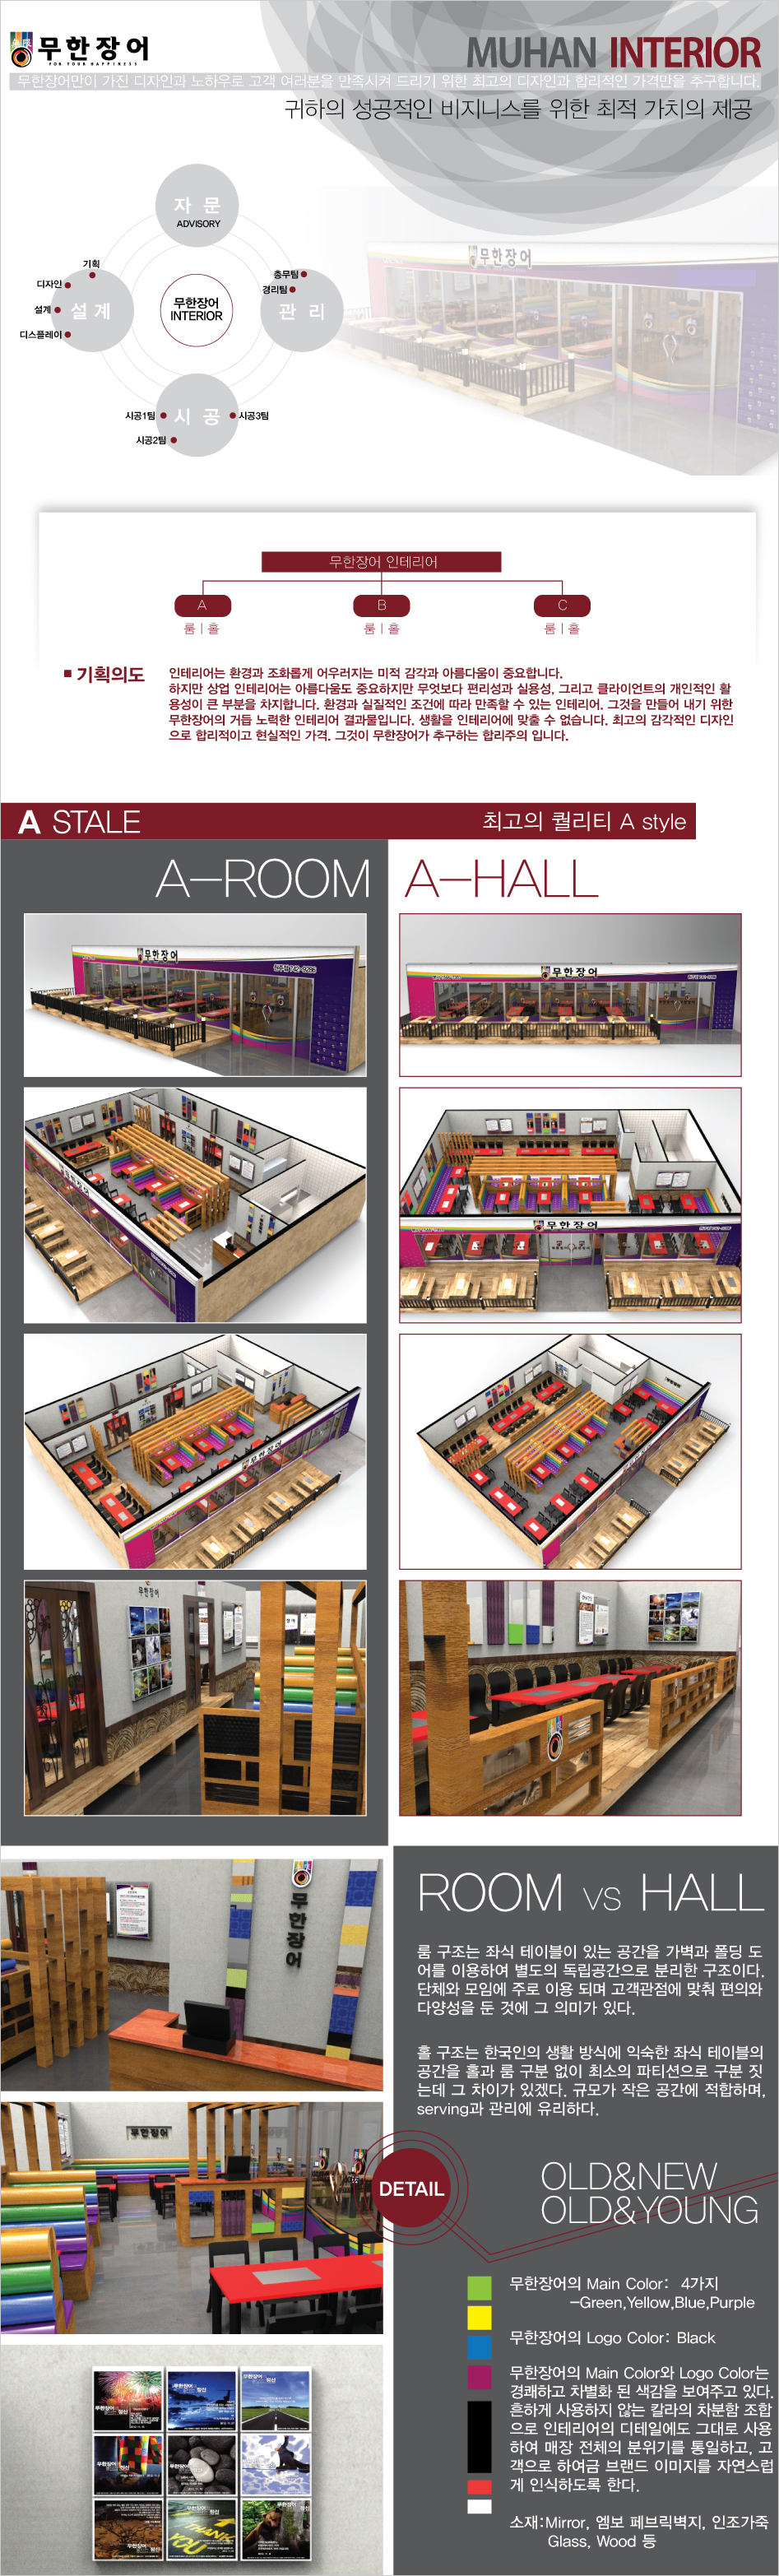 무한장어
FOR YOUR HAPPINESS
MUHAN INTERIOR
무한장어만이 가진 디자인과 노하우로 고객 여러분을 만족시켜 드리기 위한 최고의 디자인과 합리적인 가격만을 추구합니다.
귀하의 성공적인 비지니스를 위한 최적 가치의 제공
자 문
ADVISORY
기획
디자인
설계
디스플레이
설 계
무한장어
INTERIOR
총무팀
경리팀
관 리
시 공
시공1팀
시공2팀
시공3팀
무한장어
무한장어 인테리어
A
B
C
룸 | 홀
룸 | 홀
룸 | 홀
기획의도
인테리어는 환경과 조화롭게 어우러지는 미적 감각과 아름다움이 중요합니다.
하지만 상업 인테리어는 아름다움도 중요하지만 무엇보다 편리성과 실용성, 그리고 클라이언트의 개인적인 활
용성이 큰 부분을 차지합니다. 환경과 실질적인 조건에 따라 만족할 수 있는 인테리어, 그것을 만들어 내기 위한
무한장어의 거듭 노력한 인테리어 결과물입니다. 생활을 인테리어에 맞출 수 없습니다. 최고의 감각적인 디자인
으로 합리적이고 현실적인 가격. 그것이 무한장어가 추구하는 합리주의 입니다.
A STALE
최고의 퀄리티 A style
A-ROOM
A-HALL
무한장어
무한장어
무한장어
무한장어
무한장어
무한장어
무한장어
ROOM vs HALL
룸 구조는 좌식 테이블이 있는 공간을 가벽과 폴딩 도
어를 이용하여 별도의 독립공간으로 분리한 구조이다.
단체와 모임에 주로 이용 되며 고객관점에 맞춰 편의와
다양성을 둔 것에 그 의미가 있다.
홀 구조는 한국인의 생활 방식에 익숙한 좌식 테이블의
공간을 홀과 룸 구분 없이 최소의 파티션으로 구분 짓
는데 그 차이가 있겠다. 규모가 작은 공간에 적합하며,
serving과 관리에 유리하다.
무한장어
DETAIL
OLD&NEW
OLD&YOUNG
무한장어의 Main Color: 4가지
-Green,Yellow,Blue,Purple
무한장어의 Logo Color: Black
무한장어의 Main Color와 Logo Color는
경쾌하고 차별화 된 색감을 보여주고 있다.
흔하게 사용하지 않는 칼라의 차분함 조합
으로 인테리어의 디테일에도 그대로 사용
하여 매장 전체의 분위기를 통일하고, 고
객으로 하여금 브랜드 이미지를 자연스럽
게 인식하도록 한다.
소재:Mirror, 엠보 페브릭벽지, 인조가죽
Glass, Wood 등
THANK
YOU